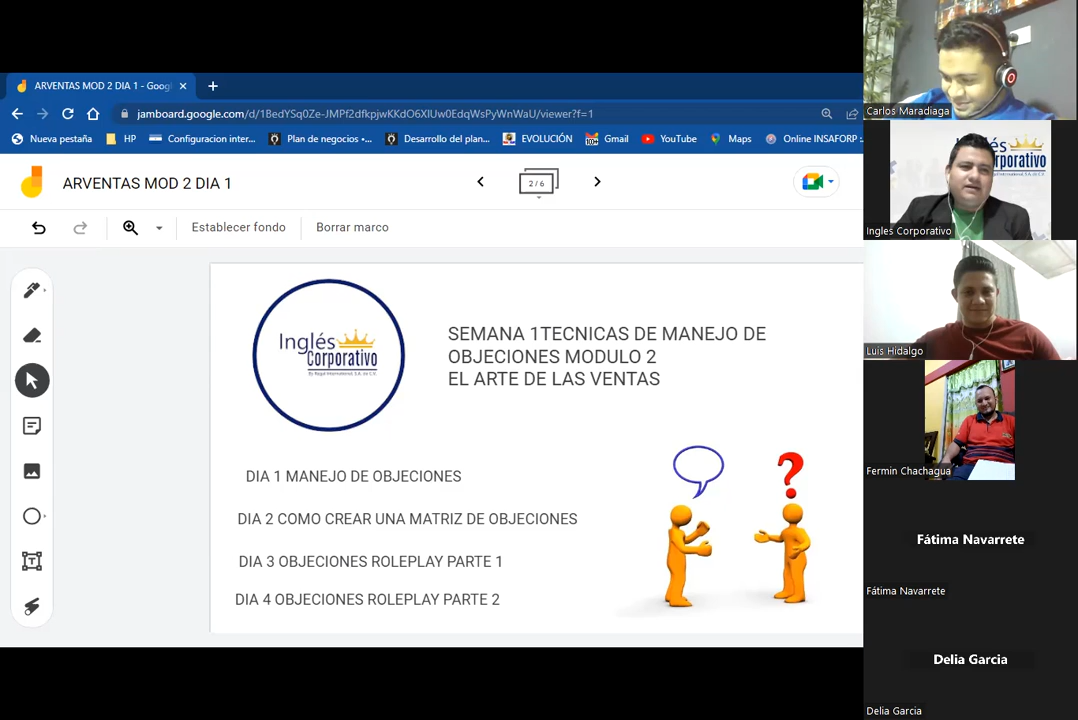 ARVENTAS MOD 2 DIA 1 - Goog
jamboard.google.com/d/1BedYSq0Ze-JMPf2dfkpjwKKdO6XlUw0EdqWsPyWnWaU/viewer?f=1
Nueva pestaña
HP
Configuracion inter...
Plan de negocios •...
Desarrollo del plan...
EVOLUCIÓN
Gmail
YouTube
Maps
Online INSAFORP
ARVENTAS MOD 2 DIA 1
2 / 6
Establecer fondo
Borrar marco
Inglés
Corporativo
SEMANA 1TECNICAS DE MANEJO DE
OBJECIONES MODULO 2
EL ARTE DE LAS VENTAS
DIA 1 MANEJO DE OBJECIONES
?
DIA 2 COMO CREAR UNA MATRIZ DE OBJECIONES
DIA 3 OBJECIONES ROLEPLAY PARTE 1
DIA 4 OBJECIONES ROLEPLAY PARTE 2
Carlos Maradiaga
Inglés
Corporativo
Ingles Corporativo
Luis Hidalgo
Fermin Chachagua
Fátima Navarrete
Fátima Navarrete
Delia Garcia
Delia Garcia